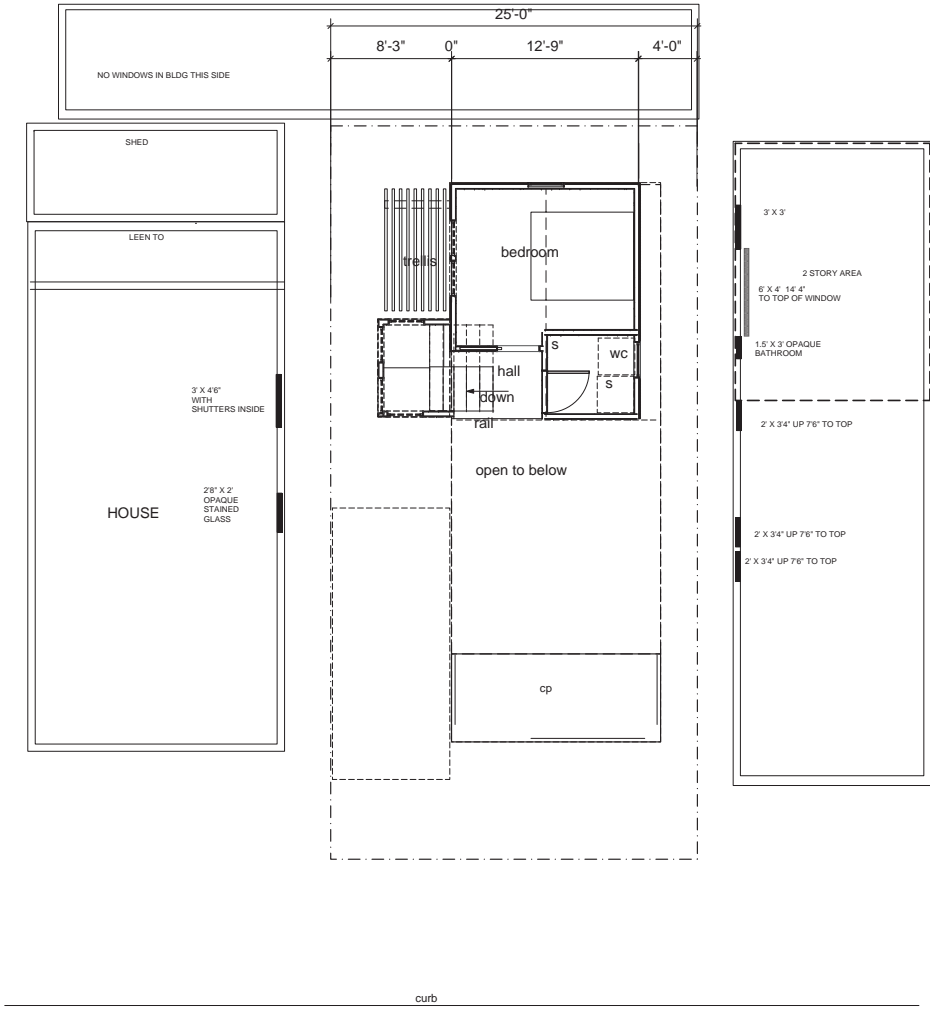 25'-0"
8'-3"
0"
12'-9"
4'-0"
NO WINDOWS IN BLDG THIS SIDE
SHED
LEEN TO
3' X 4'6"
WITH
SHUTTERS INSIDE
HOUSE
2'8" X 2'
OPAQUE
STAINED
GLASS
trellis
bedroom
s
wc
s
hall
down
rail
open to below
cp
3' X 3'
2 STORY AREA
6' X 4' 14' 4"
TO TOP OF WINDOW
1.5' X 3' OPAQUE
BATHROOM
2' X 3'4" UP 7'6" TO TOP
2' X 3'4" UP 7'6" TO TOP
2' X 3'4" UP 7'6" TO TOP
curb